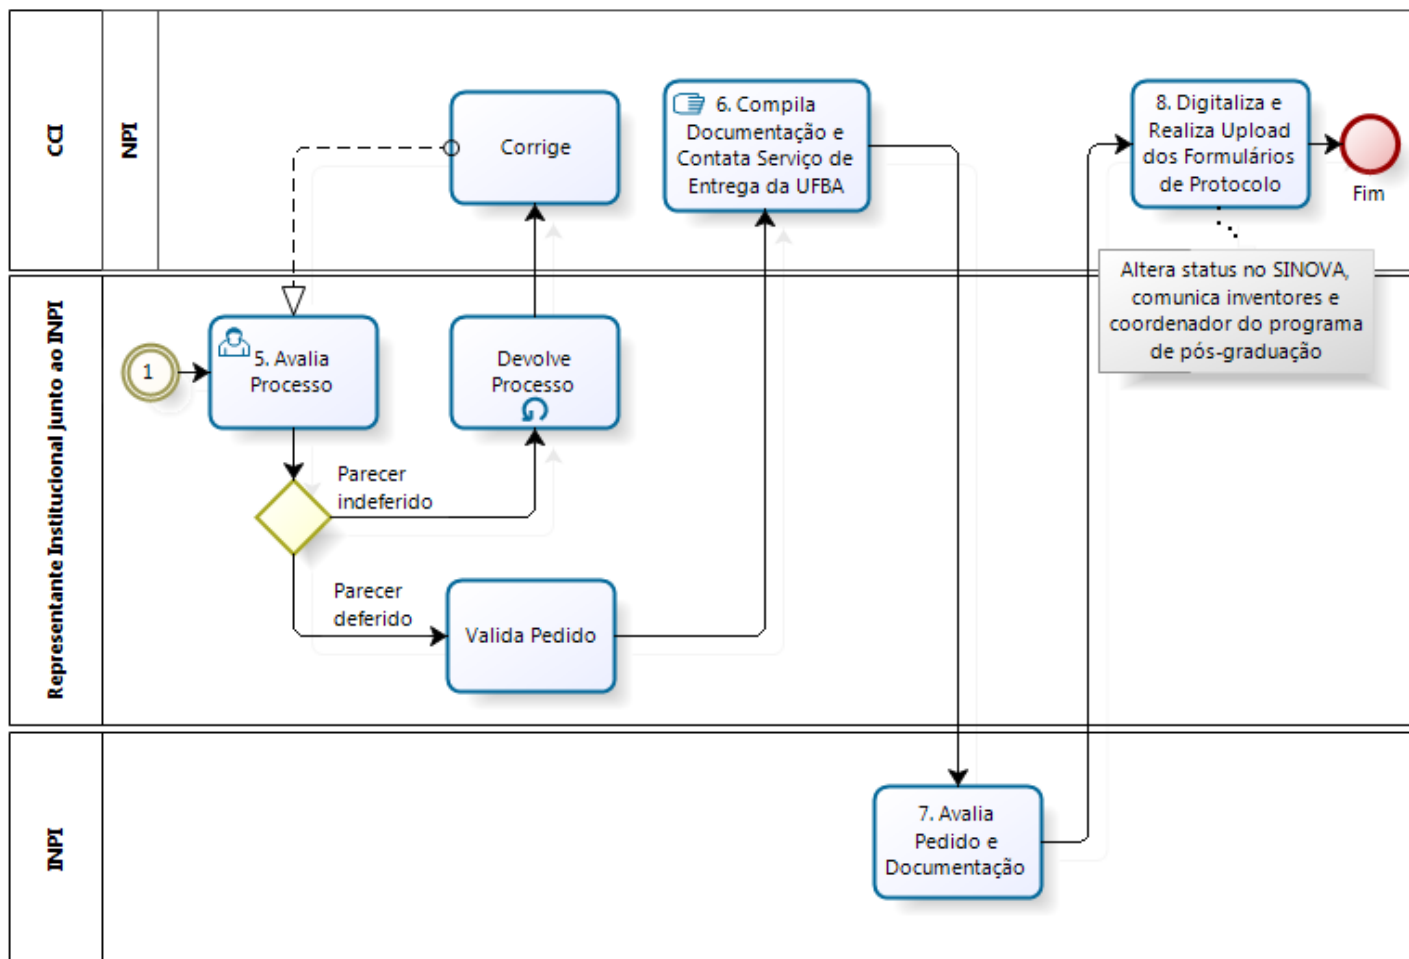 CCI
NPI
Corrige
6. Compila
Documentação e
Contata Serviço de
Entrega da UFBA
8. Digitaliza e
Realiza Upload
dos Formulários
de Protocolo
Fim
Altera status no SINOVA,
comunica inventores e
coordenador do programa
de pós-graduação
Representante Institucional junto ao INPI
1
5. Avalia
Processo
Devolve
Processo
Parecer
indeferido
Parecer
deferido
Valida Pedido
INPI
7. Avalia
Pedido e
Documentação